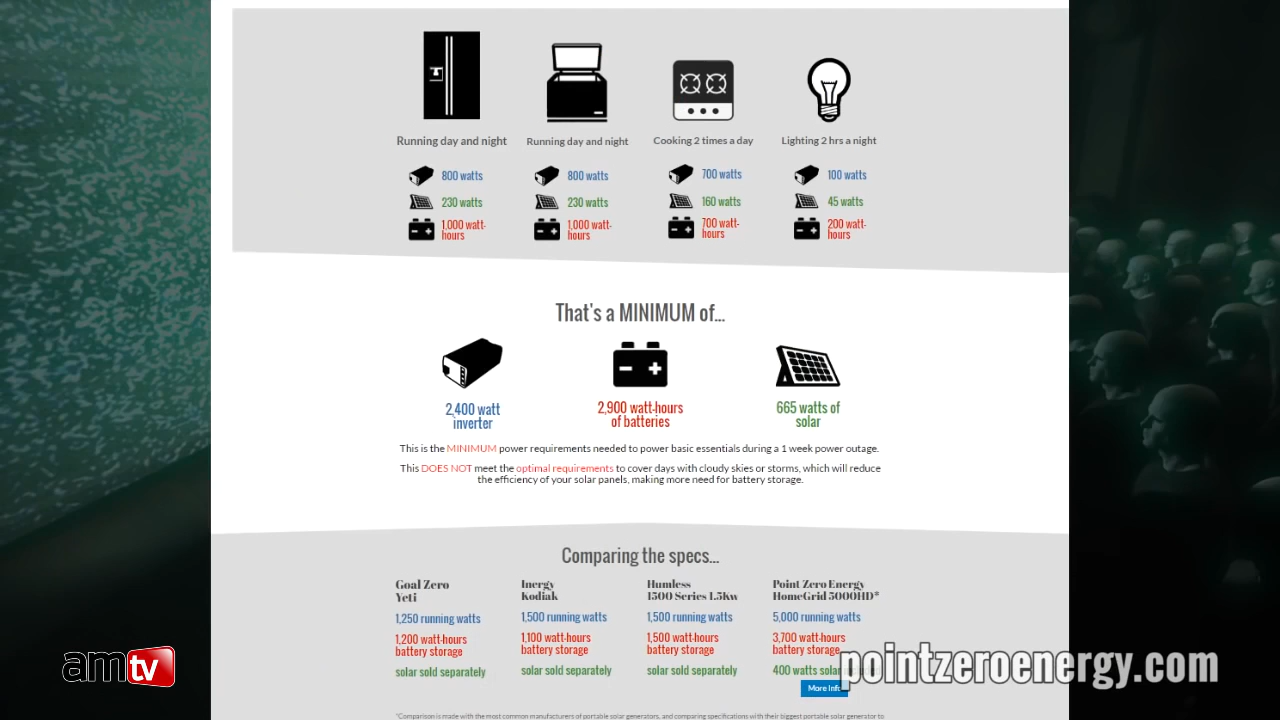 Running day and night
Running day and night
Cooking 2 times a day
Lighting 2 hrs a night
800 watts
800 watts
700 watts
100 watts
230 watts
230 watts
160 watts
45 watts
1,000 watt-
hours
1,000 watt-
hours
700 watt-
hours
200 watt-
hours
That's a MINIMUM of...
2,400 watt
inverter
2,900 watt-hours
of batteries
665 watts of
solar
This is the MINIMUM power requirements needed to power basic essentials during a 1 week power outage.
This DOES NOT meet the optimal requirements to cover days with cloudy skies or storms, which will reduce
the efficiency of your solar panels, making more need for battery storage.
Comparing the specs...
Goal Zero
Yeti
1,250 running watts
1,200 watt-hours
battery storage
solar sold separately
Inergy
Kodiak
1,500 running watts
1,100 watt-hours
battery storage
solar sold separately
Humless
1500 Series 1.5Kw
1,500 running watts
1,500 watt-hours
battery storage
solar sold separately
Point Zero Energy
HomeGrid 5000HD*
5,000 running watts
3,700 watt-hours
battery storage
400 watts solar
More Info
*Comparison is made with the most common manufacturers of portable solar generators, and comparing specifications with their biggest portable solar generator to
amtv
pointzeroenergy.com